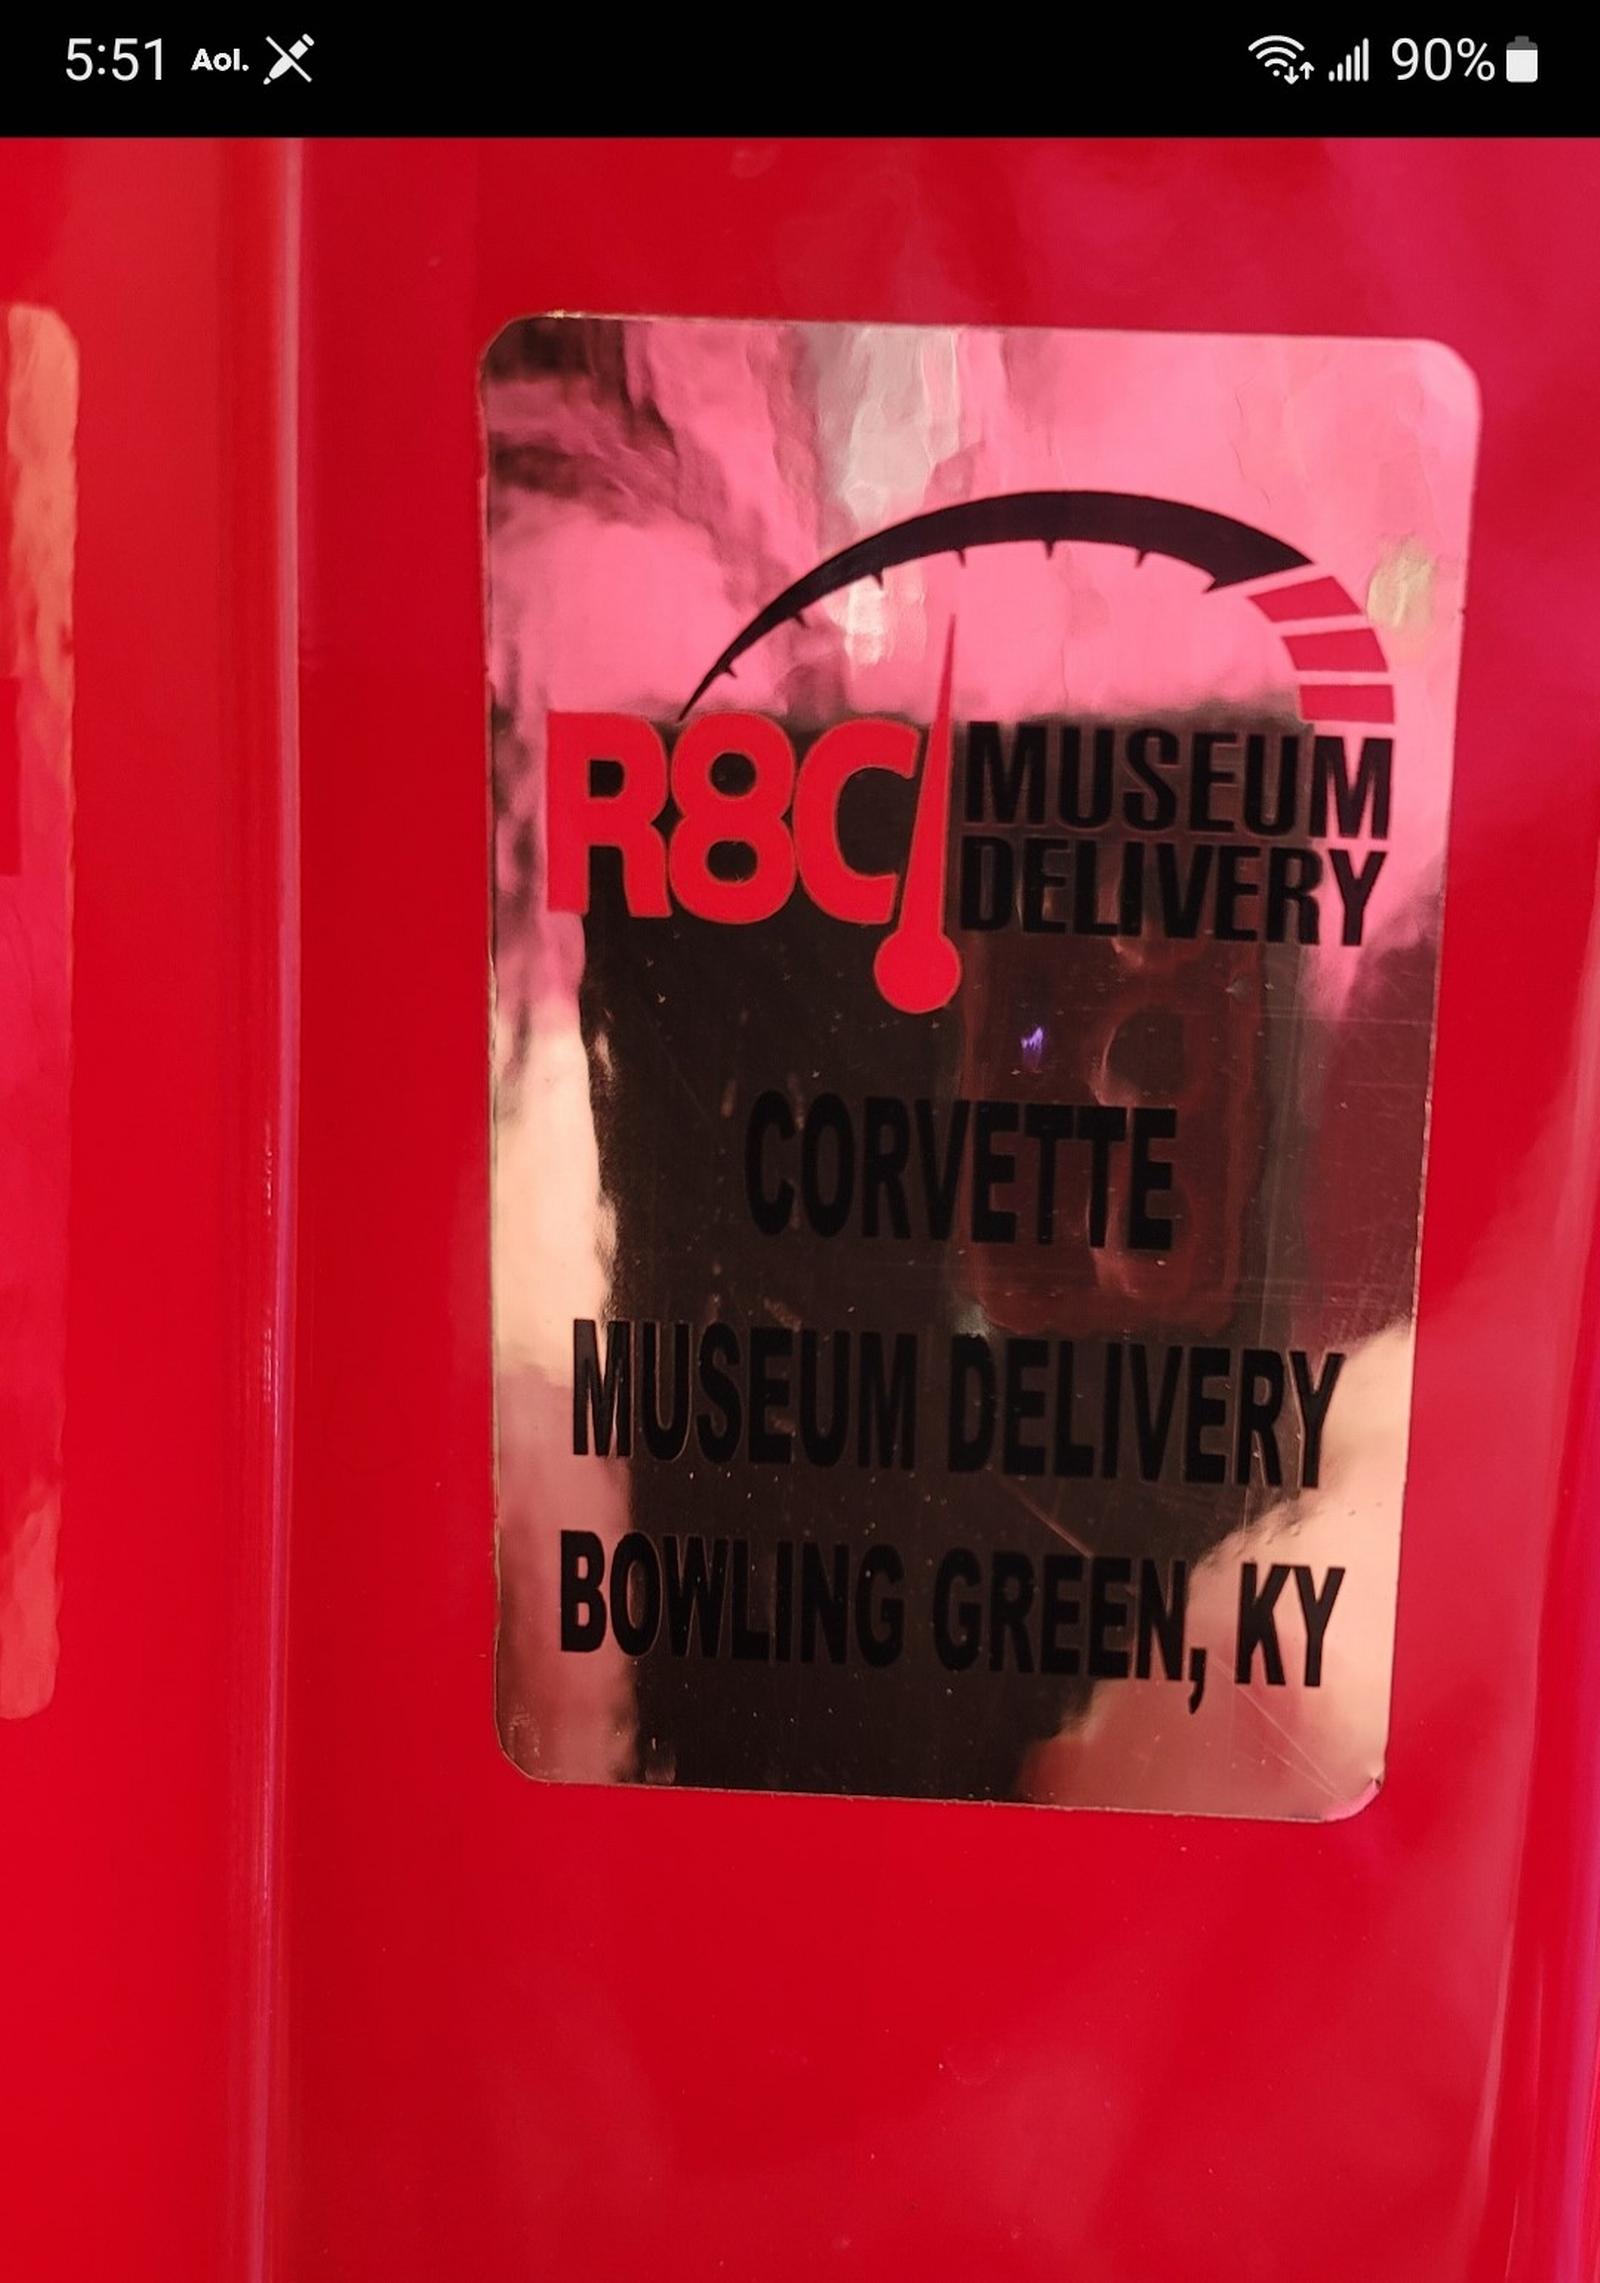 5:51 Aol. 90%
R8C MUSEUM
DELIVERY
CORVETTE
MUSEUM DELIVERY
BOWLING GREEN, KY